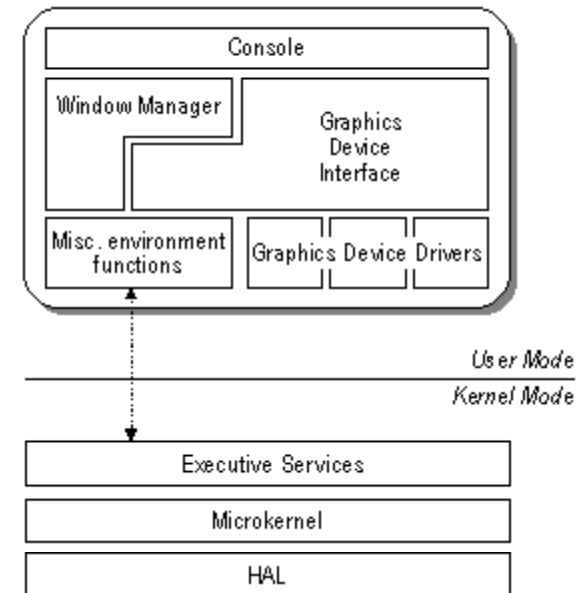 Console
Window Manager
Graphics
Device
Interface
Misc. environment
functions
Graphics Device Drivers
User Mode
Kernel Mode
Executive Services
Microkernel
HAL